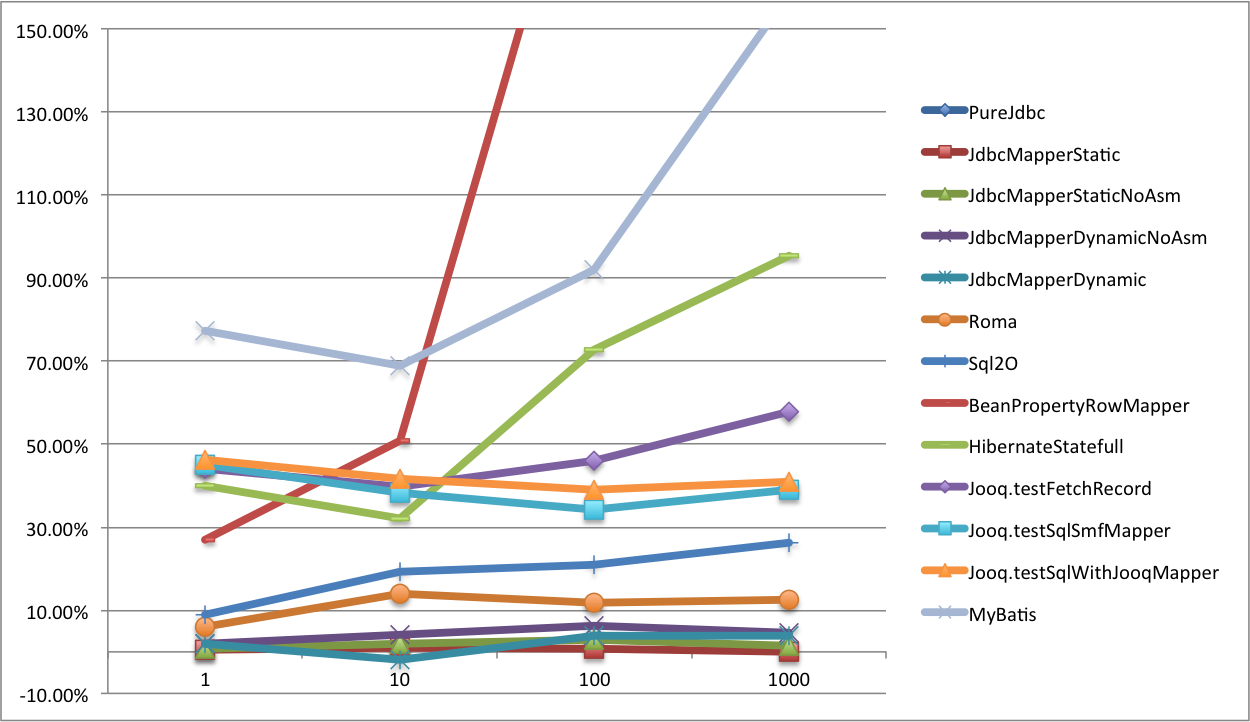 150.00%
130.00%
110.00%
90.00%
70.00%
50.00%
30.00%
10.00%
-10.00%
1 10 100 1000
PureJdbc
JdbcMapperStatic
JdbcMapperStaticNoAsm
JdbcMapperDynamicNoAsm
JdbcMapperDynamic
Roma
Sql2O
BeanPropertyRowMapper
HibernateStatefull
Jooq.testFetchRecord
Jooq.testSqlSmfMapper
Jooq.testSqlWithJooqMapper
MyBatis